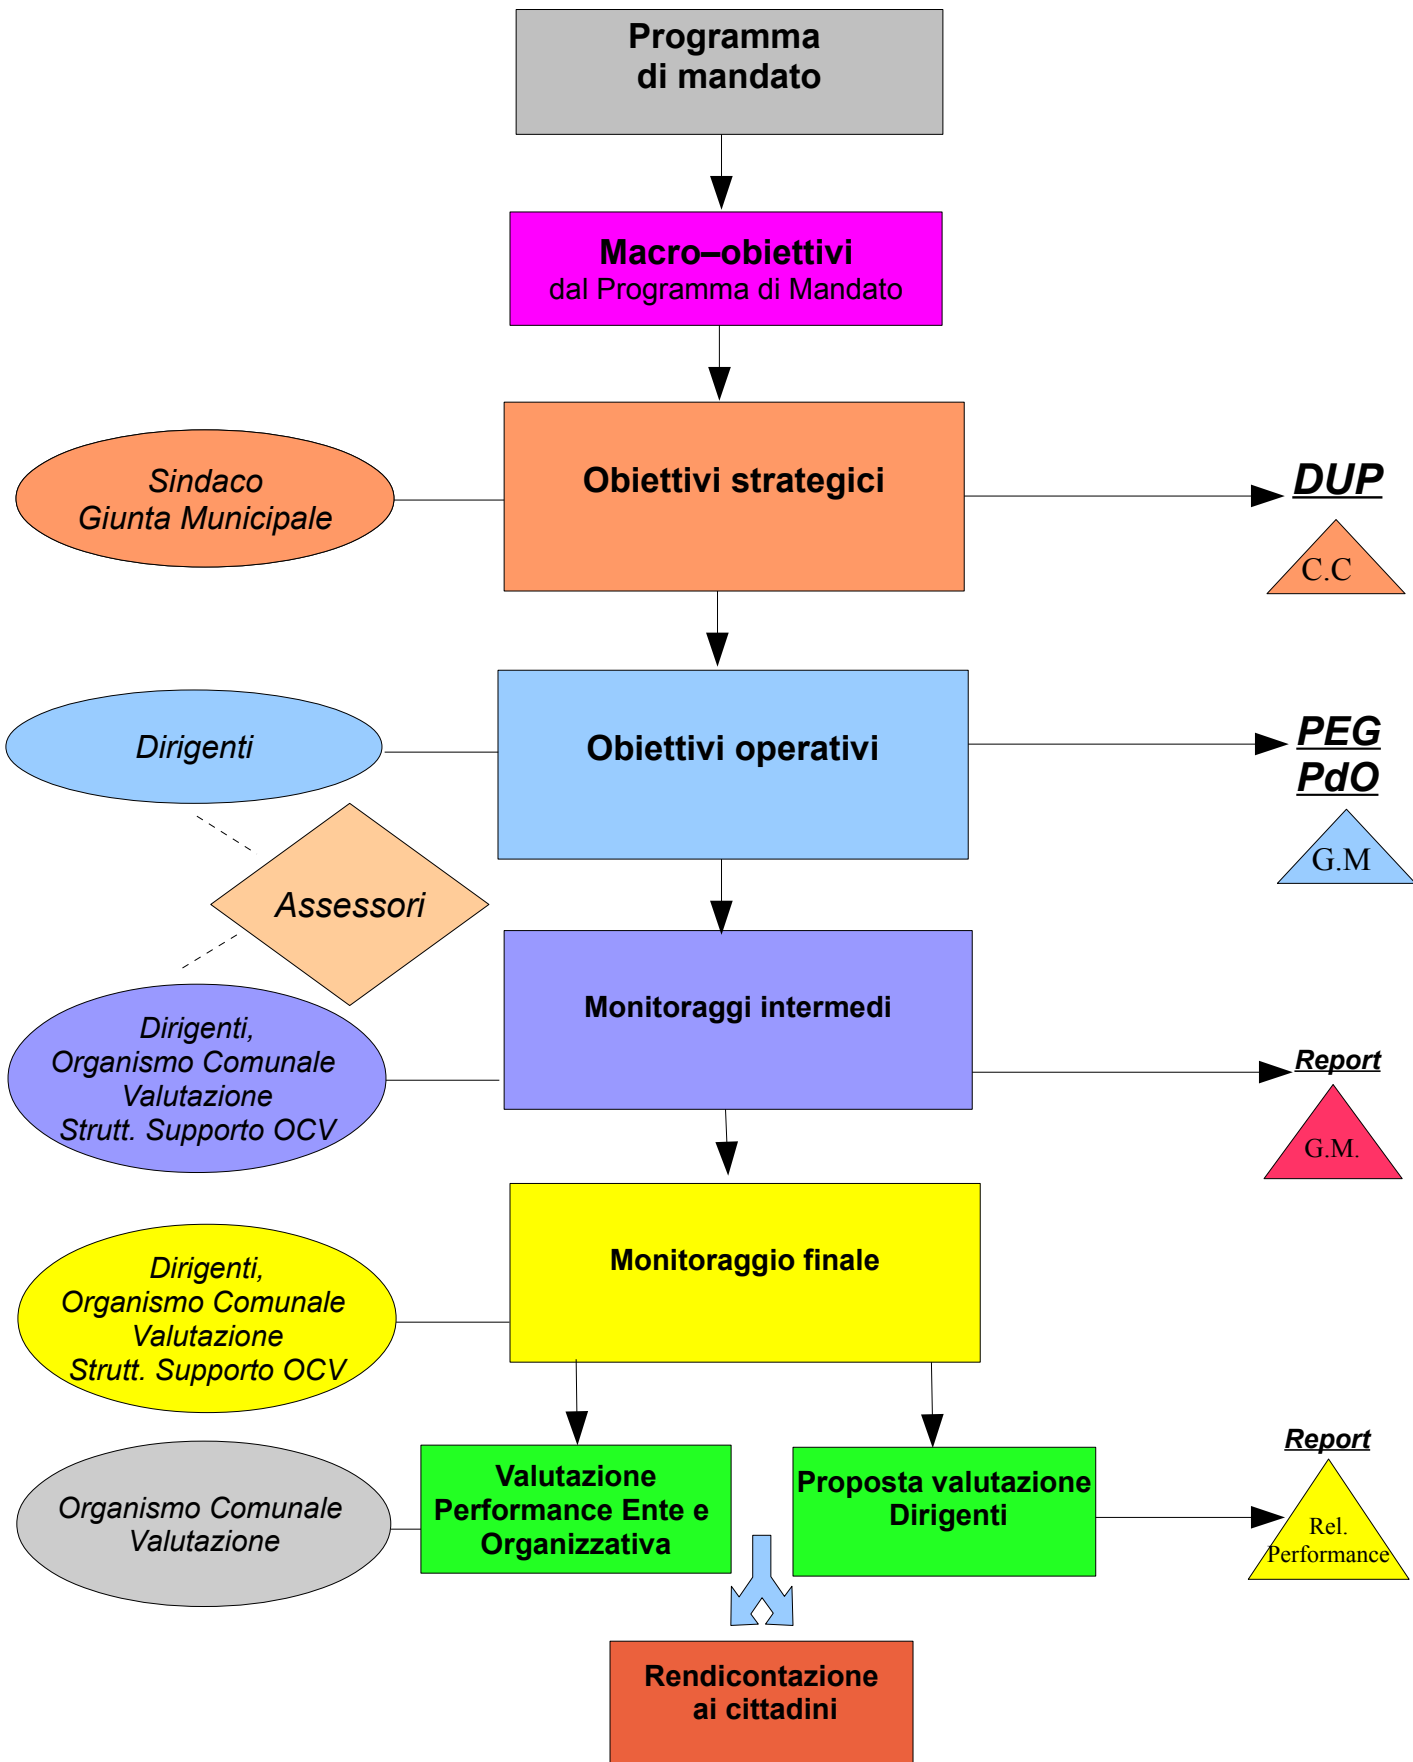 Programma
di mandato
Macro–obiettivi
dal Programma di Mandato
Sindaco
Giunta Municipale
Obiettivi strategici
DUP
C.C
Dirigenti
Obiettivi operativi
PEG
PdO
G.M
Assessori
Dirigenti,
Organismo Comunale
Valutazione
Strutt. Supporto OCV
Monitoraggi intermedi
Report
G.M.
Dirigenti,
Organismo Comunale
Valutazione
Strutt. Supporto OCV
Monitoraggio finale
Organismo Comunale
Valutazione
Valutazione
Performance Ente e
Organizzativa
Proposta valutazione
Dirigenti
Report
Rel.
Performance
Rendicontazione
ai cittadini